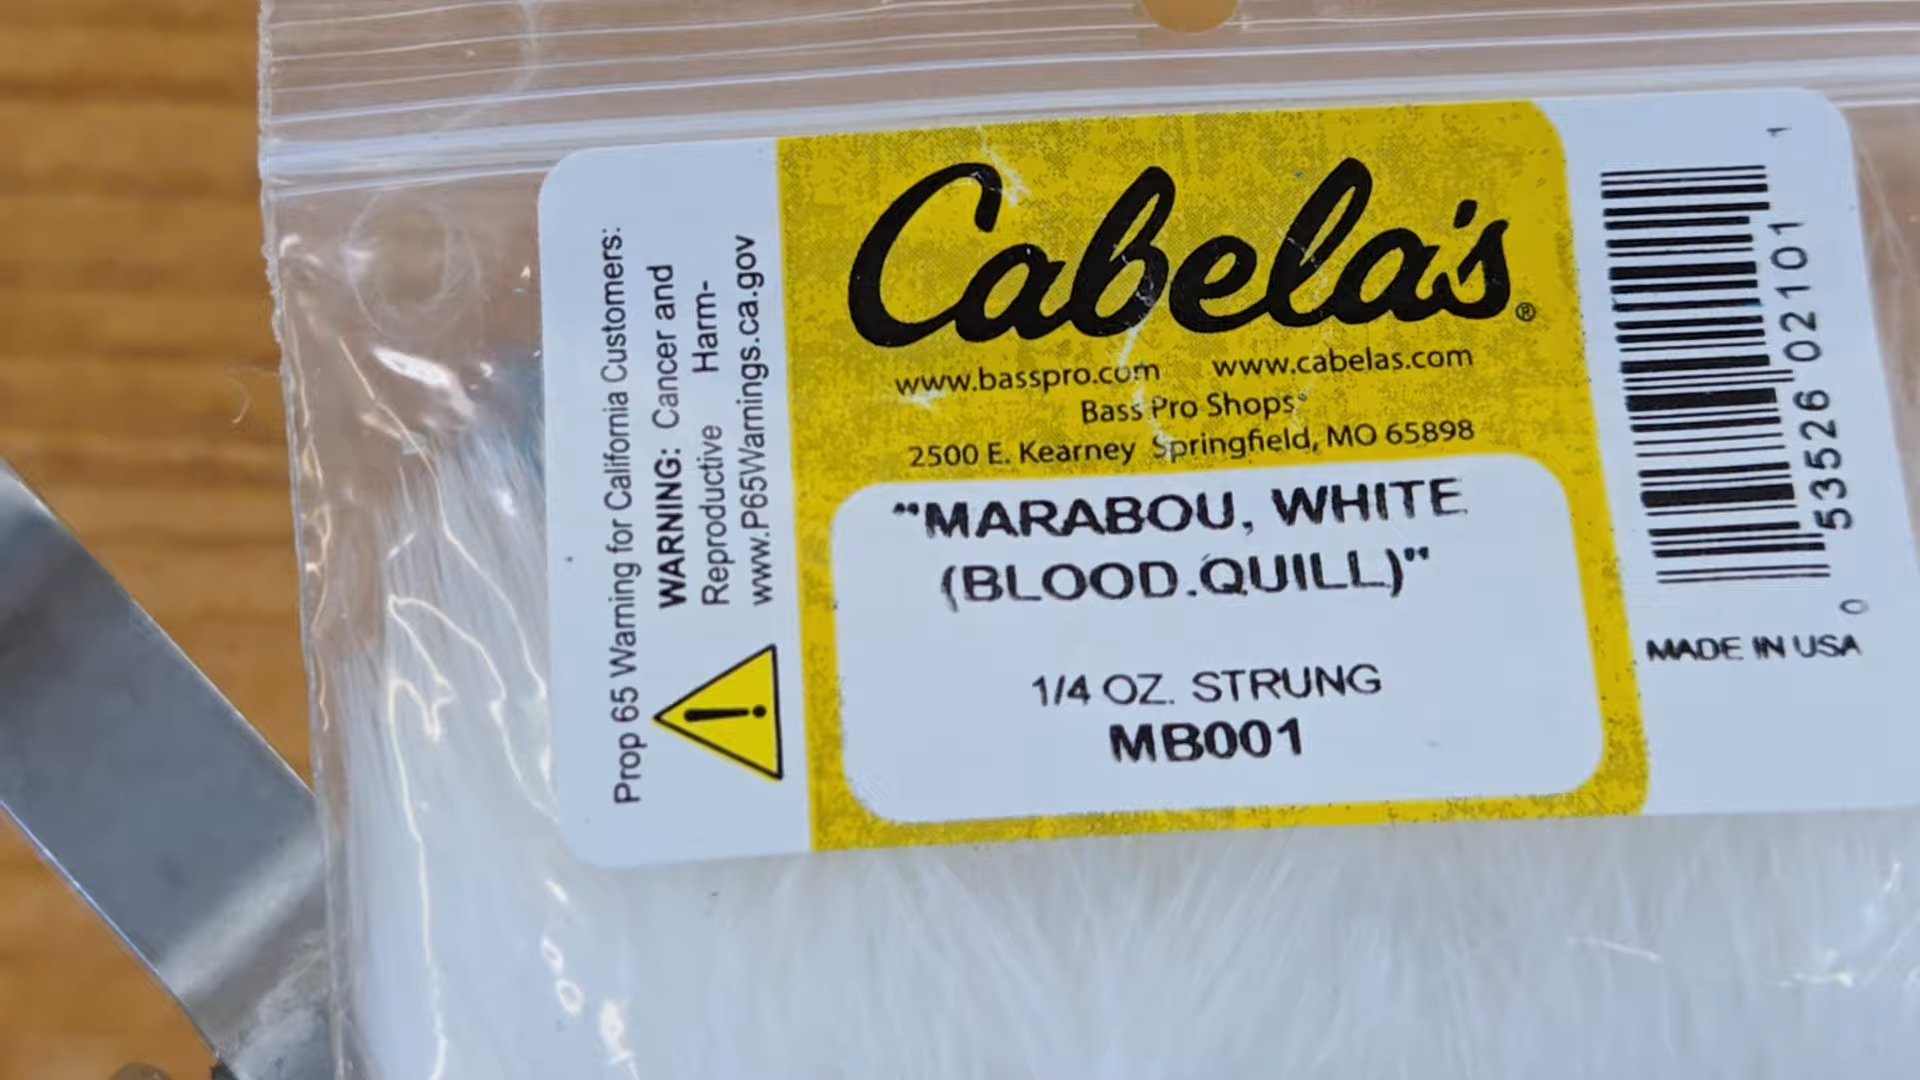 Prop 65 Warning for California Customers:
WARNING: Cancer and
Reproductive Harm-
www.P65Warnings.ca.gov
!
Cabela's®
www.basspro.com www.cabelas.com
Bass Pro Shops®
2500 E. Kearney Springfield, MO 65898
"MARABOU, WHITE
(BLOOD.QUILL)"
1/4 OZ. STRUNG
MB001
0 53526 02101 1
MADE IN USA